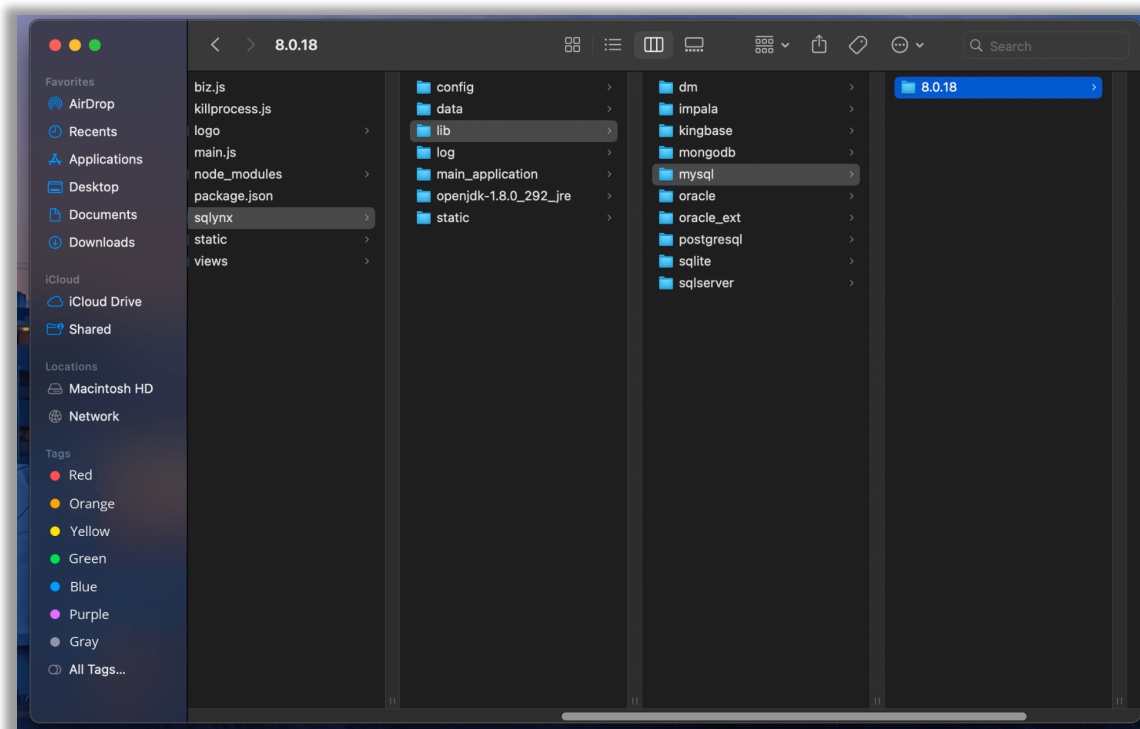 8.0.18
Search
Favorites
AirDrop
Recents
Applications
Desktop
Documents
Downloads
iCloud
iCloud Drive
Shared
Locations
Macintosh HD
Network
Tags
Red
Orange
Yellow
Green
Blue
Purple
Gray
All Tags...
biz.js
killprocess.js
logo
main.js
node_modules
package.json
sqlynx
static
views
config
data
lib
log
main_application
openjdk-1.8.0_292_jre
static
dm
impala
kingbase
mongodb
mysql
oracle
oracle_ext
postgresql
sqlite
sqlserver
8.0.18